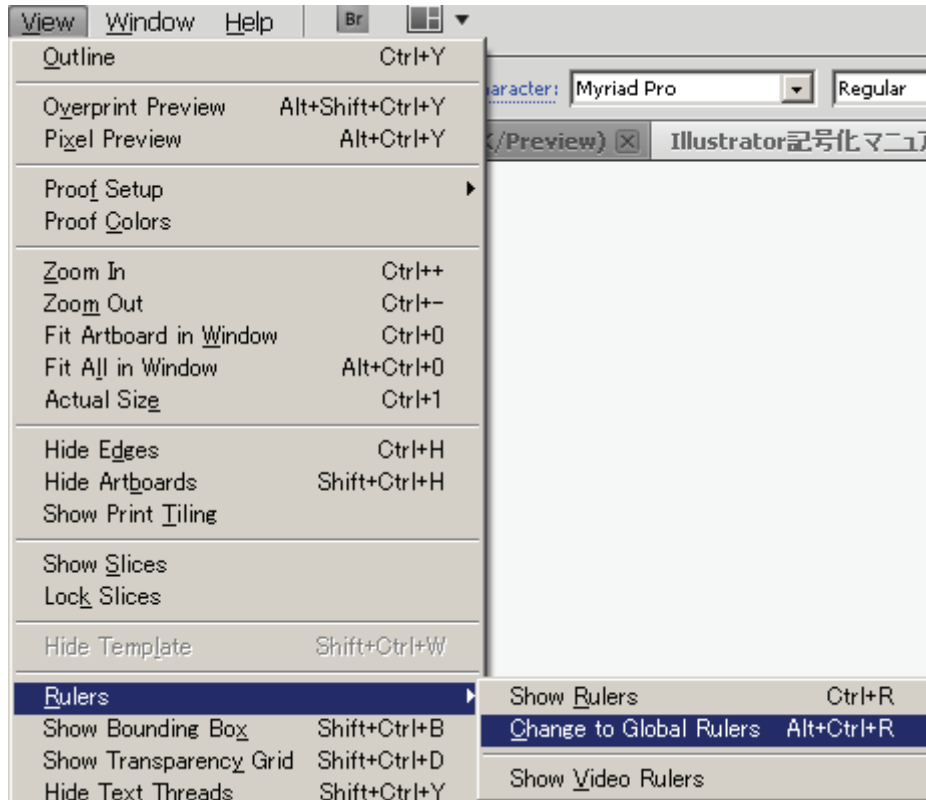 View Window Help Br
Outline Ctrl+Y
aracter: Myriad Pro Regular
Overprint Preview Alt+Shift+Ctrl+Y
Pixel Preview Alt+Ctrl+Y
/Preview) Illustrator記号化マニュア
Proof Setup
Proof Colors
Zoom In Ctrl++
Zoom Out Ctrl+-
Fit Artboard in Window Ctrl+0
Fit All in Window Alt+Ctrl+0
Actual Size Ctrl+1
Hide Edges Ctrl+H
Hide Artboards Shift+Ctrl+H
Show Print Tiling
Show Slices
Lock Slices
Hide Template Shift+Ctrl+W
Rulers
Show Rulers Ctrl+R
Show Bounding Box Shift+Ctrl+B
Change to Global Rulers Alt+Ctrl+R
Show Transparency Grid Shift+Ctrl+D
Show Video Rulers
Hide Text Threads Shift+Ctrl+Y